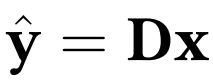 ŷ = Dx